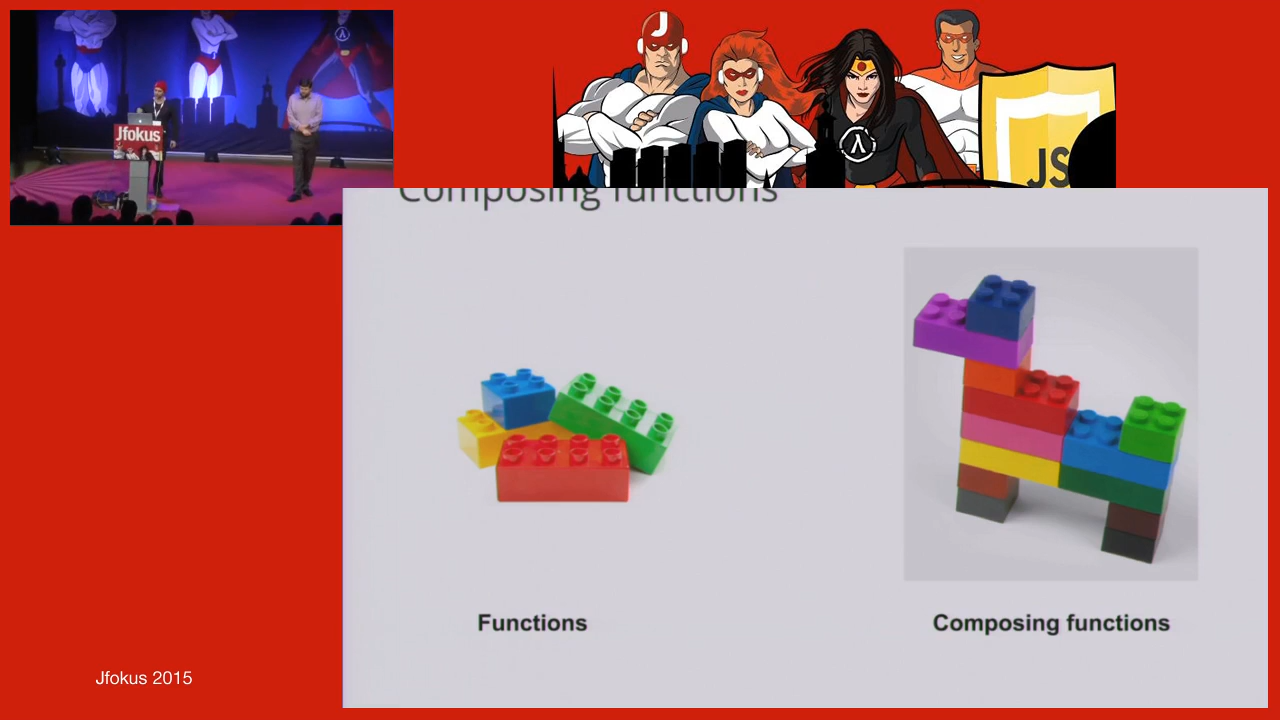 Jfokus
J
λ
λ
JS
Composing functions
Functions
Composing functions
Jfokus 2015